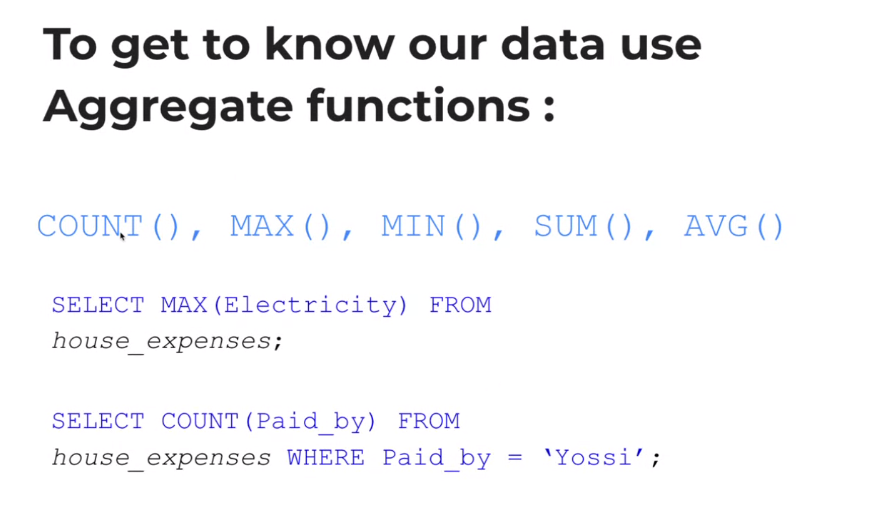 To get to know our data use
Aggregate functions :
COUNT(), MAX(), MIN(), SUM(), AVG()
SELECT MAX(Electricity) FROM
house_expenses;
SELECT COUNT(Paid_by) FROM
house_expenses WHERE Paid_by = ‘Yossi’;